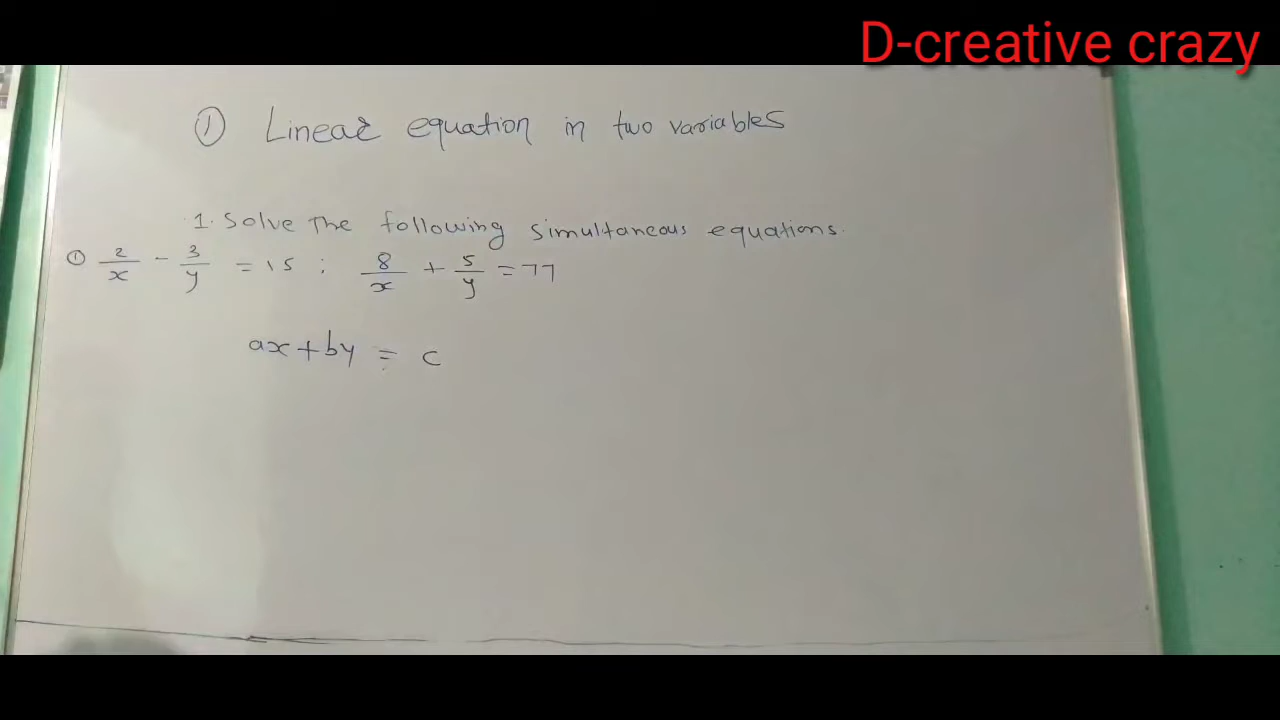 D-creative crazy
① Linear equation in two variables
1. Solve The following simultaneous equations.
① 2/x - 3/y = 15 ; 8/x + 5/y = 77
ax + by = c